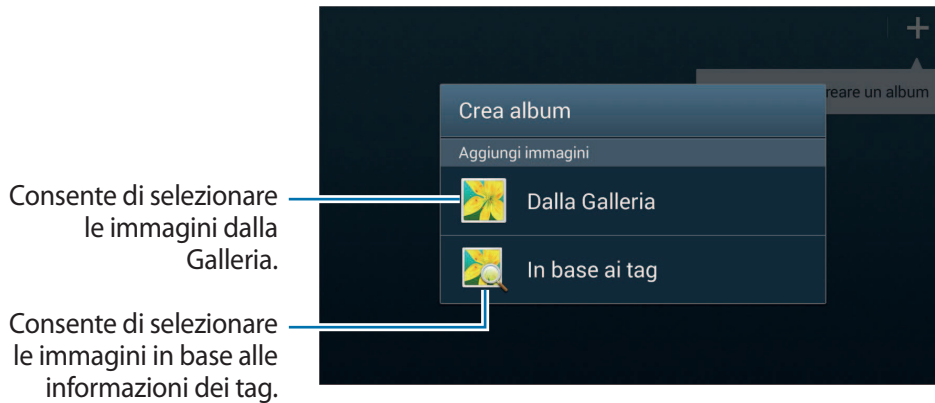 +
reare un album
Crea album
Aggiungi immagini
Dalla Galleria
In base ai tag
Consente di selezionare
le immagini dalla
Galleria.
Consente di selezionare
le immagini in base alle
informazioni dei tag.